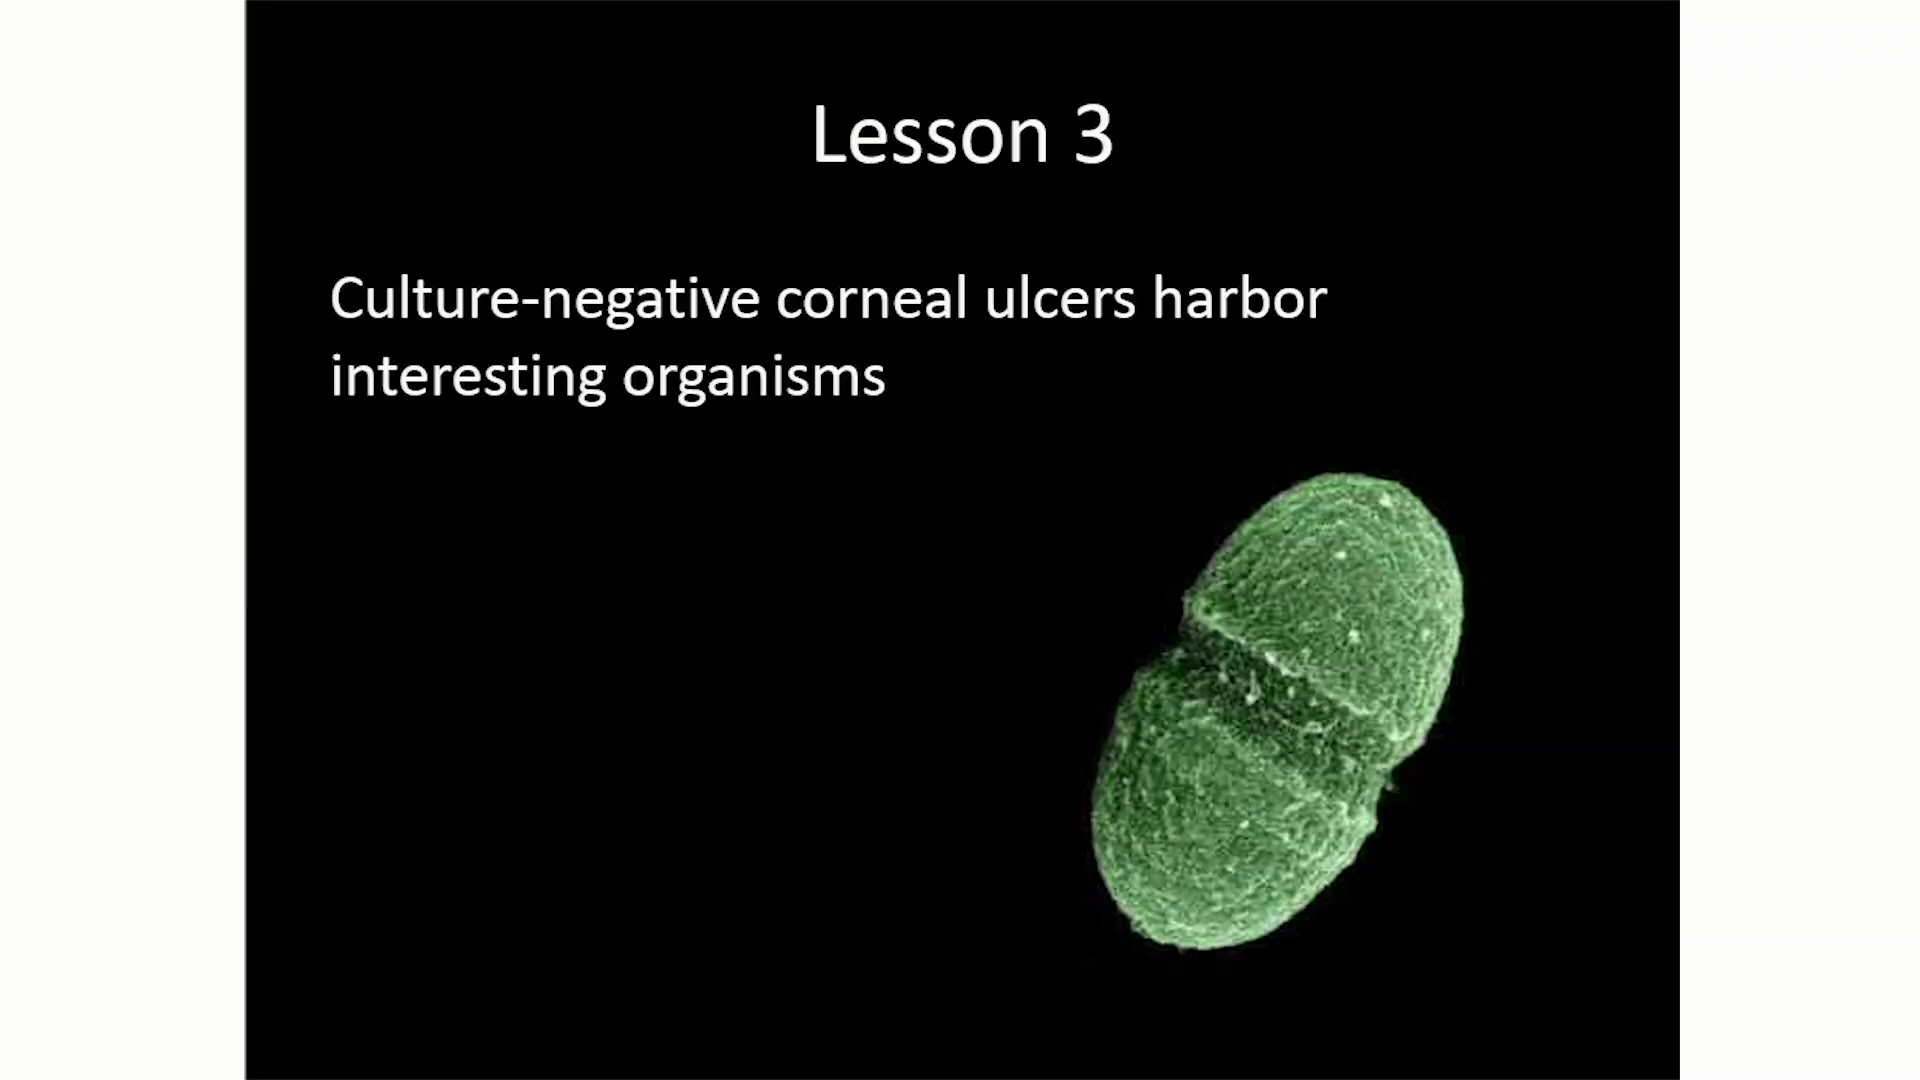 Lesson 3
Culture-negative corneal ulcers harbor
interesting organisms